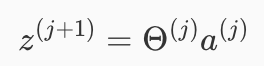 z^{(j+1)} = Θ^{(j)}a^{(j)}